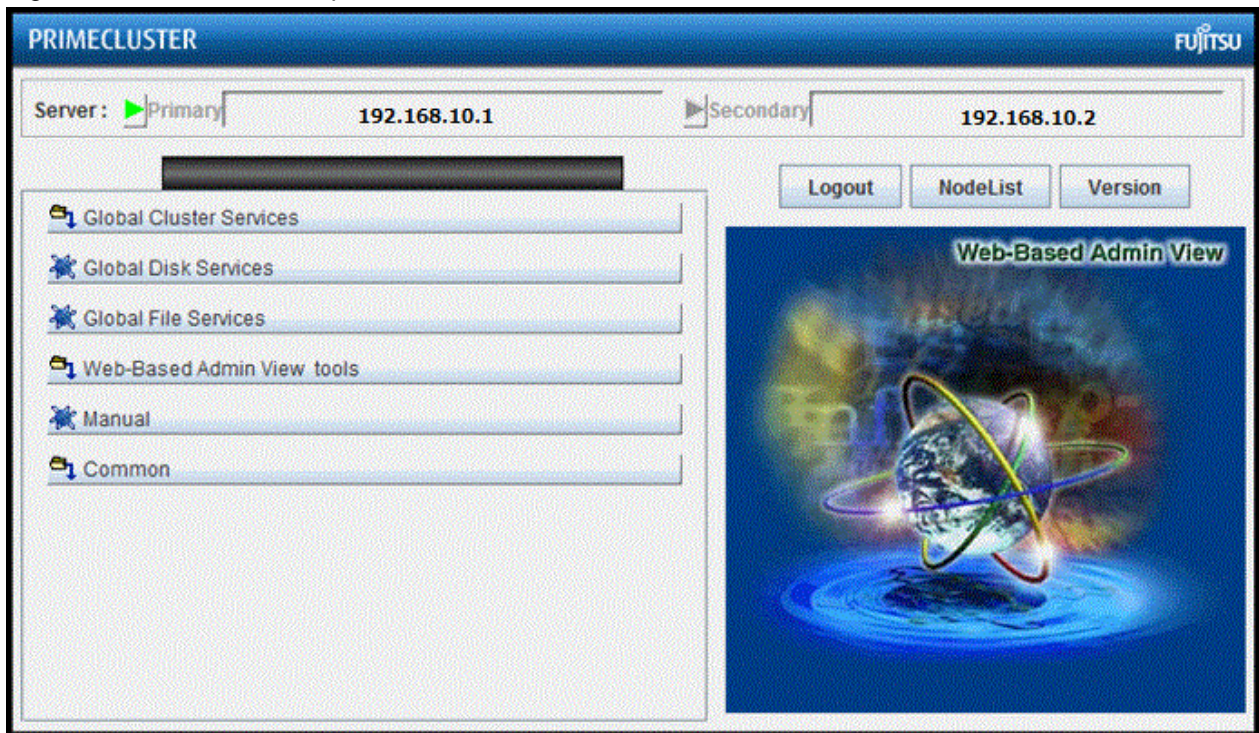 PRIMECLUSTER FUJITSU
Server : Primary 192.168.10.1 Secondary 192.168.10.2
Logout NodeList Version
Global Cluster Services
Global Disk Services
Global File Services
Web-Based Admin View tools
Manual
Common
Web-Based Admin View